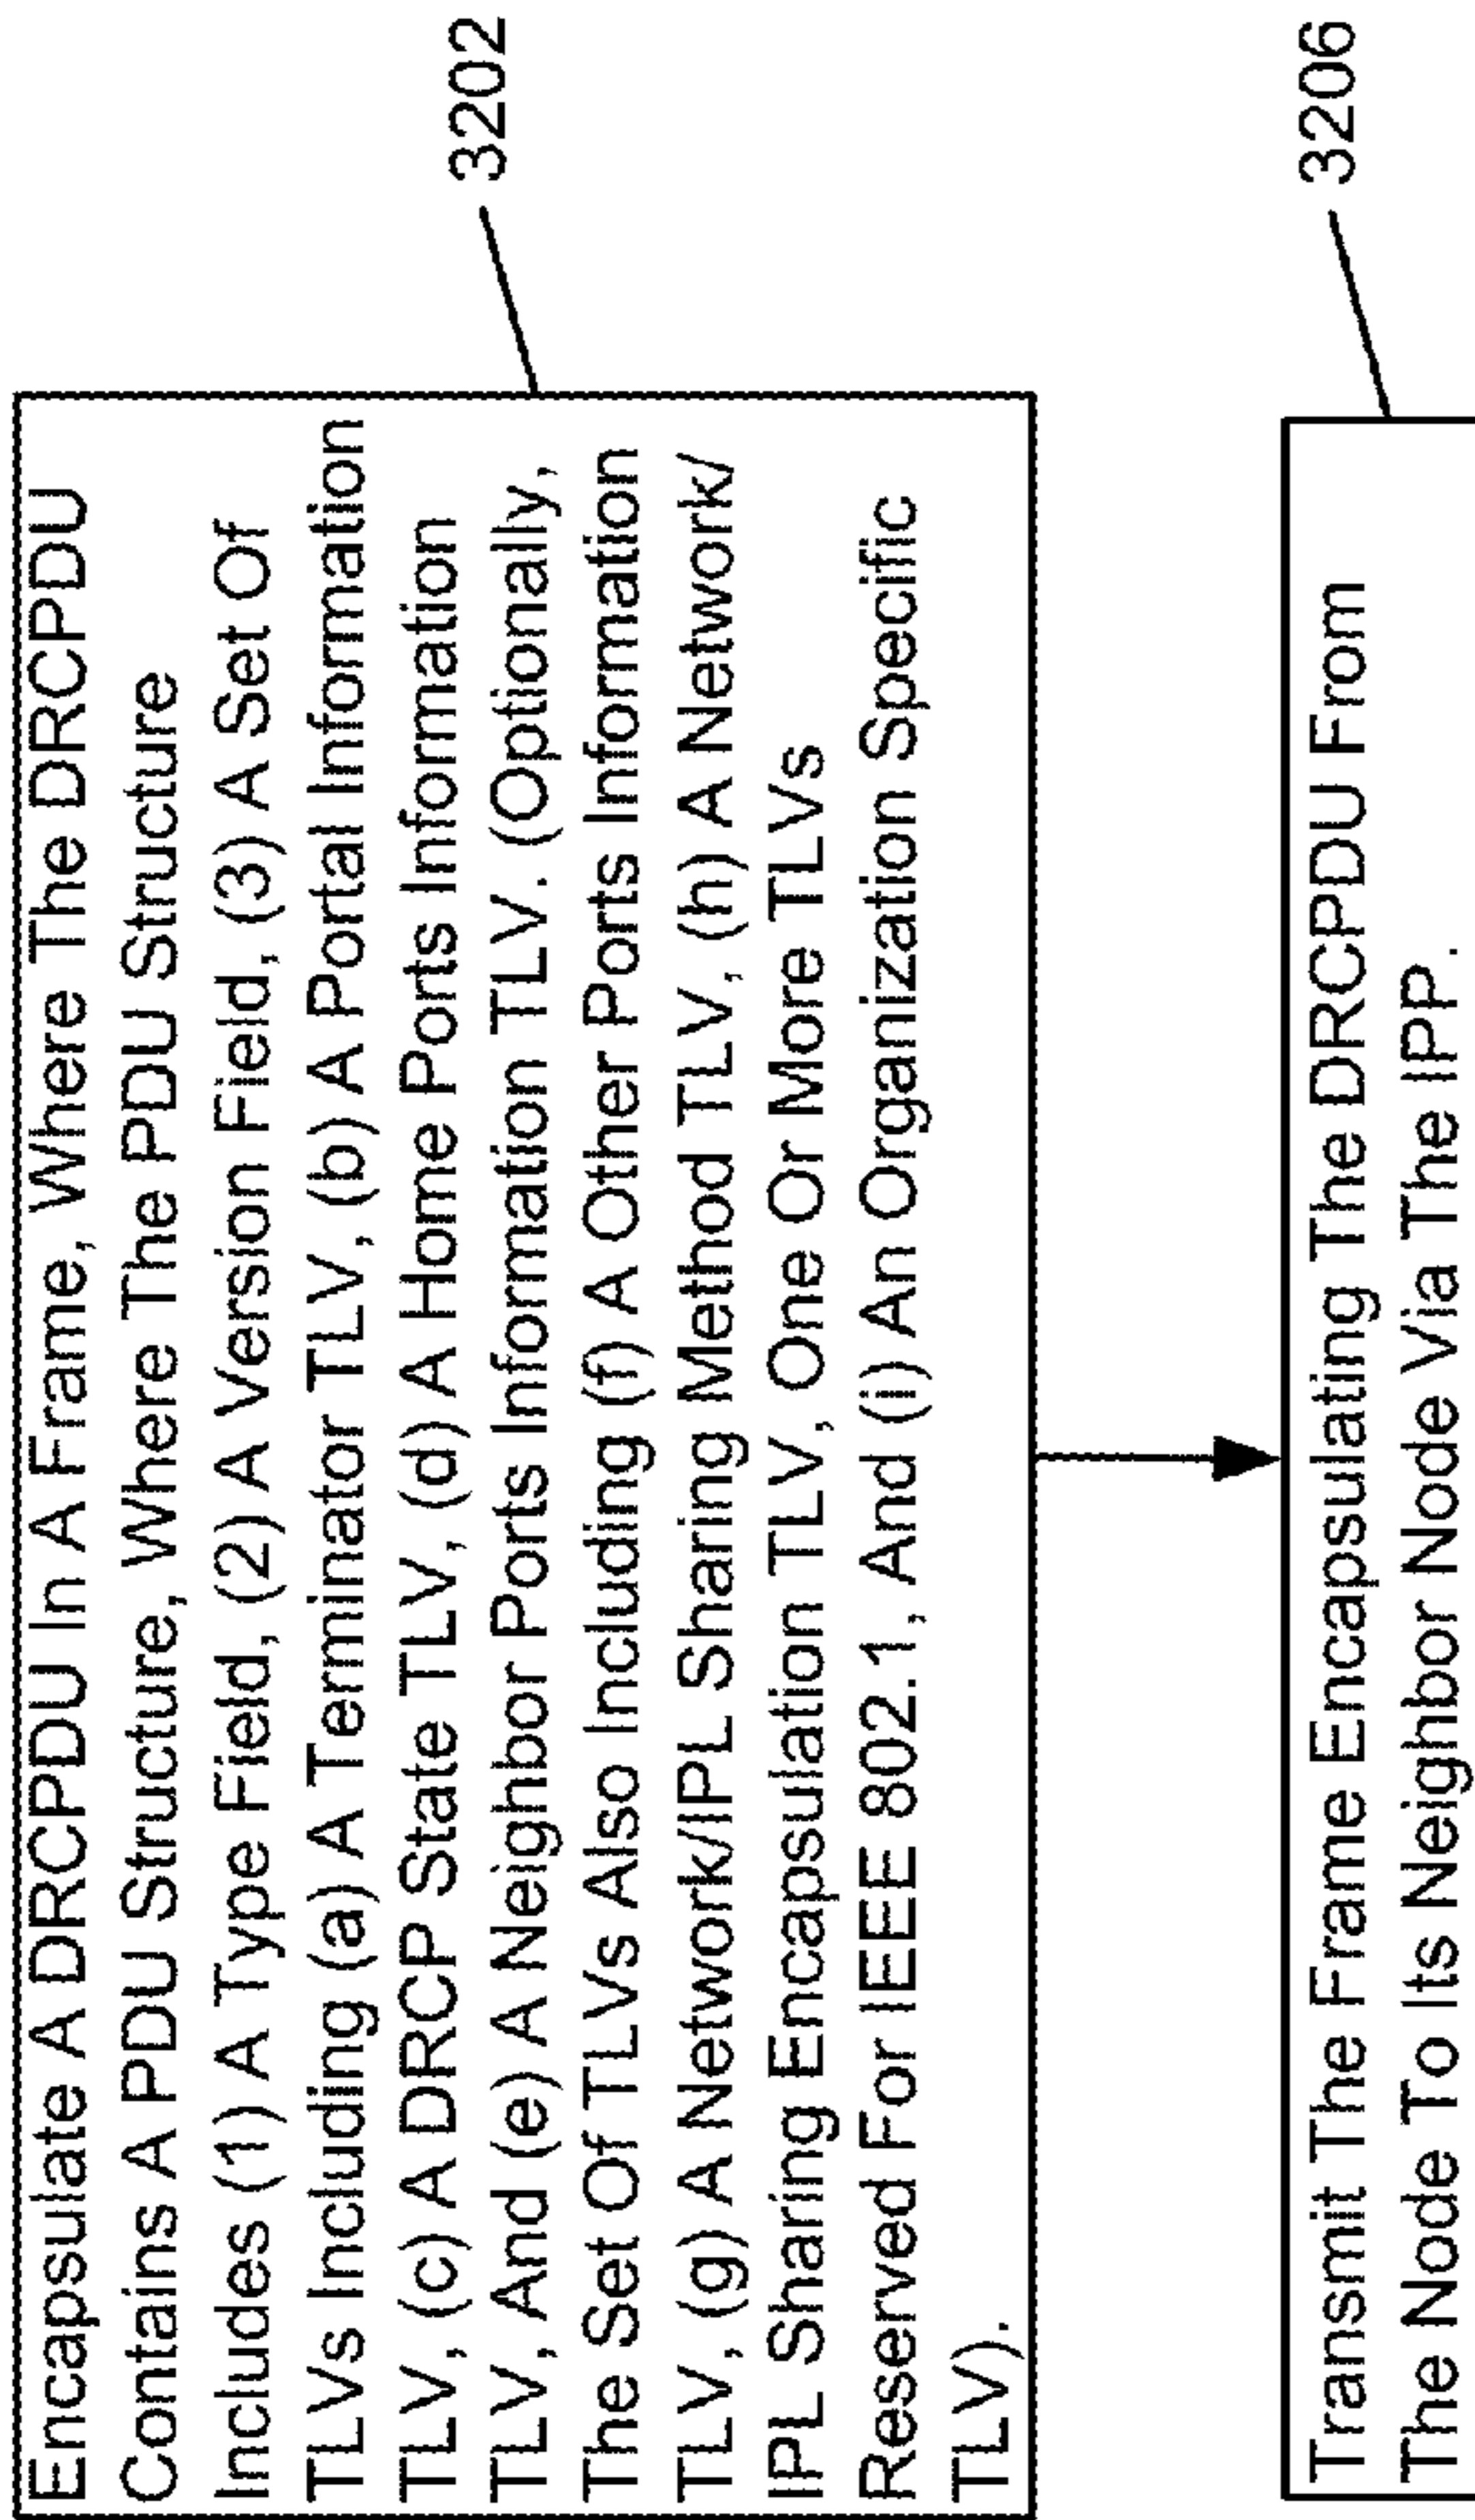 Encapsulate A DRCPDU In A Frame, Where The DRCPDU
Contains A PDU Structure, Where The PDU Structure
Includes (1) A Type Field, (2) A Version Field, (3) A Set Of
TLVs Including (a) A Terminator TLV, (b) A Portal Information
TLV, (c) A DRCP State TLV, (d) A Home Ports Information
TLV, And (e) A Neighbor Ports Information TLV. (Optionally,
The Set Of TLVs Also Including (f) A Other Ports Information
TLV, (g) A Network/IPL Sharing Method TLV, (h) A Network/
IPL Sharing Encapsulation TLV, One Or More TLVs
Reserved For IEEE 802.1, And (i) An Organization Specific
TLV).
3202
Transmit The Frame Encapsulating The DRCPDU From
The Node To Its Neighbor Node Via The IPP.
3206